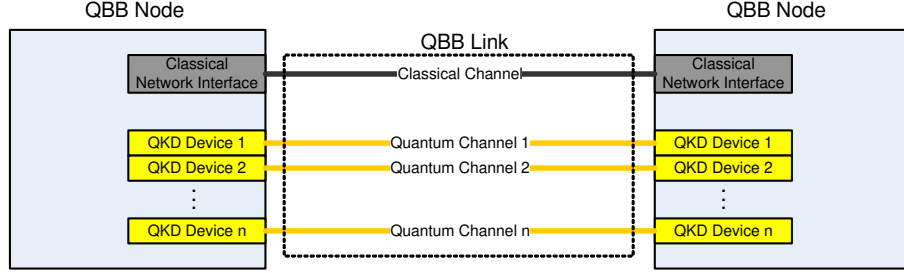 QBB Node
QBB Node
QBB Link
Classical
Network Interface
Classical Channel
Classical
Network Interface
QKD Device 1
Quantum Channel 1
QKD Device 1
QKD Device 2
Quantum Channel 2
QKD Device 2
...
...
QKD Device n
Quantum Channel n
QKD Device n